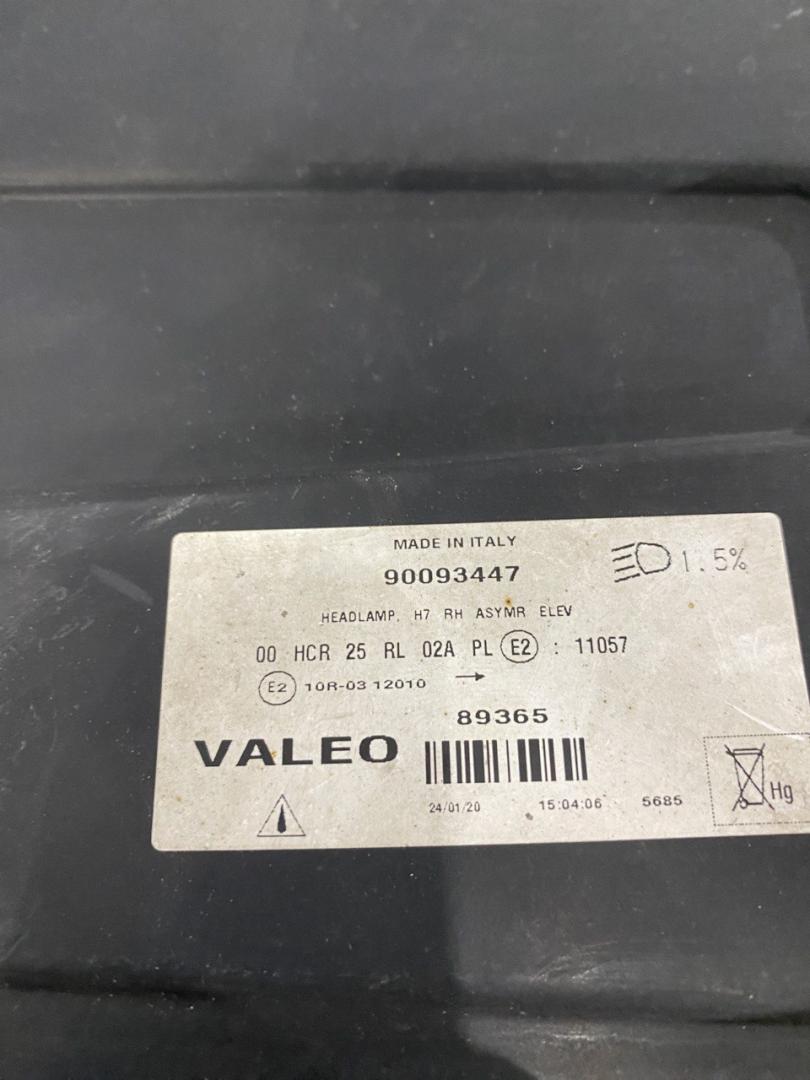 MADE IN ITALY
90093447
1.5%
HEADLAMP. H7 RH ASYMR ELEV
00 HCR 25 RL 02A PL E2 : 11057
E2 10R-03 12010 →
89365
VALEO
24/01/20 15:04:06 5685
Hg